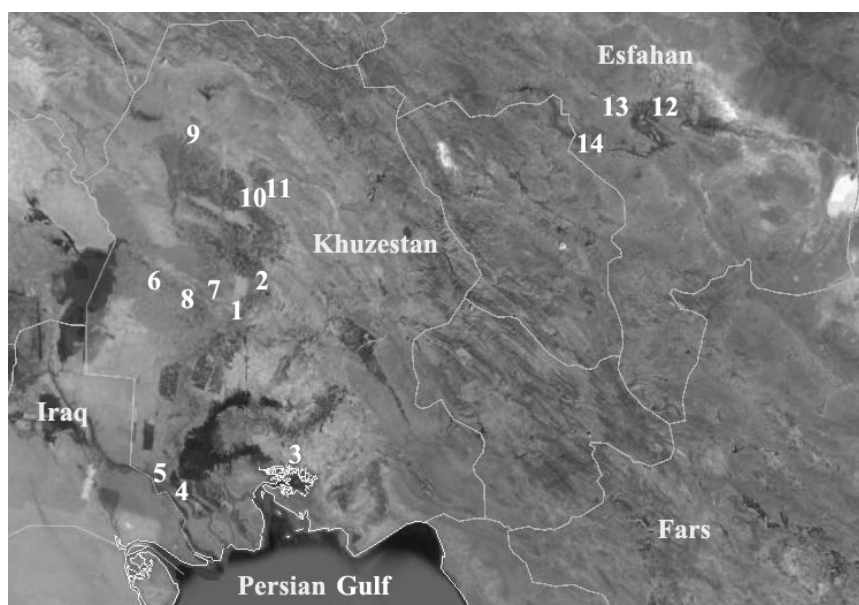 Esfahan
13 12
14
9
10 11
Khuzestan
6 8 7 1 2
Iraq
3
5
4
Fars
Persian Gulf